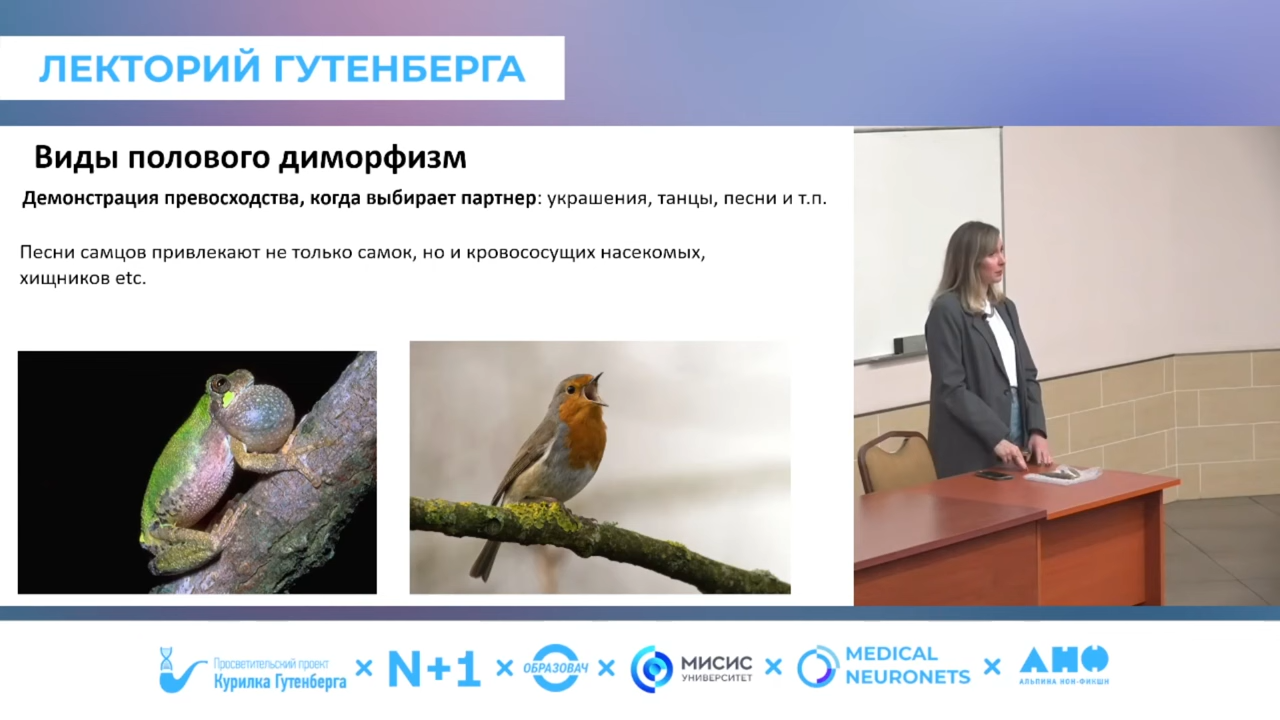 ЛЕКТОРИЙ ГУТЕНБЕРГА
Виды полового диморфизм
Демонстрация превосходства, когда выбирает партнер: украшения, танцы, песни и т.п.
Песни самцов привлекают не только самок, но и кровососущих насекомых,
хищников etc.
Просветительский проект
Курилка Гутенберга
× N+1 ×
ОБРАЗОВАЧ
×
МИСИС
УНИВЕРСИТЕТ
×
MEDICAL
NEURONETS
×
АНФ
АЛЬПИНА НОН-ФИКШН